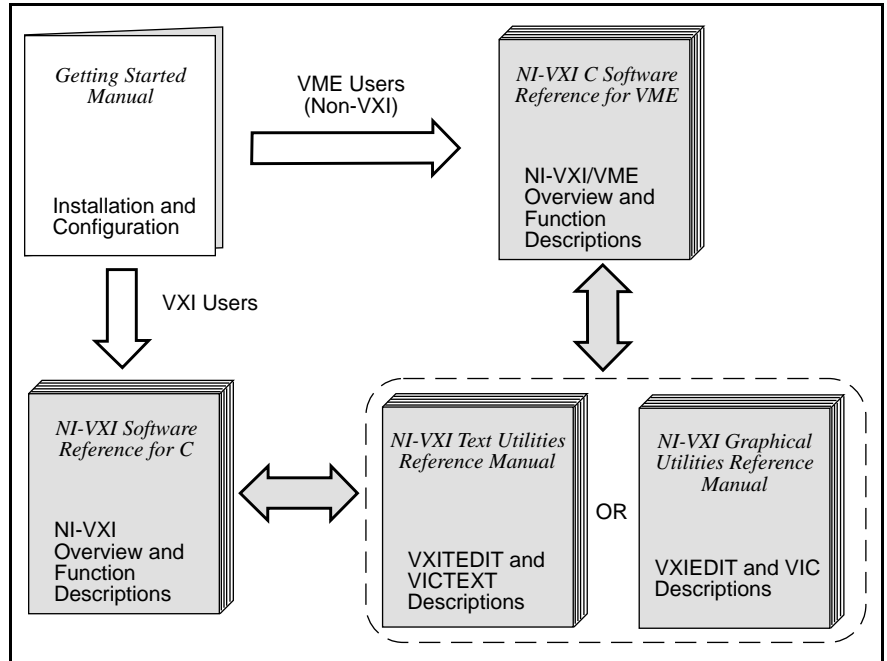 Getting Started
Manual
Installation and
Configuration
VME Users
(Non-VXI)
NI-VXI C Software
Reference for VME
NI-VXI/VME
Overview and
Function
Descriptions
VXI Users
NI-VXI Software
Reference for C
NI-VXI
Overview and
Function
Descriptions
NI-VXI Text Utilities
Reference Manual
VXITEDIT and
VICTEXT
Descriptions
OR
NI-VXI Graphical
Utilities Reference
Manual
VXIEDIT and VIC
Descriptions